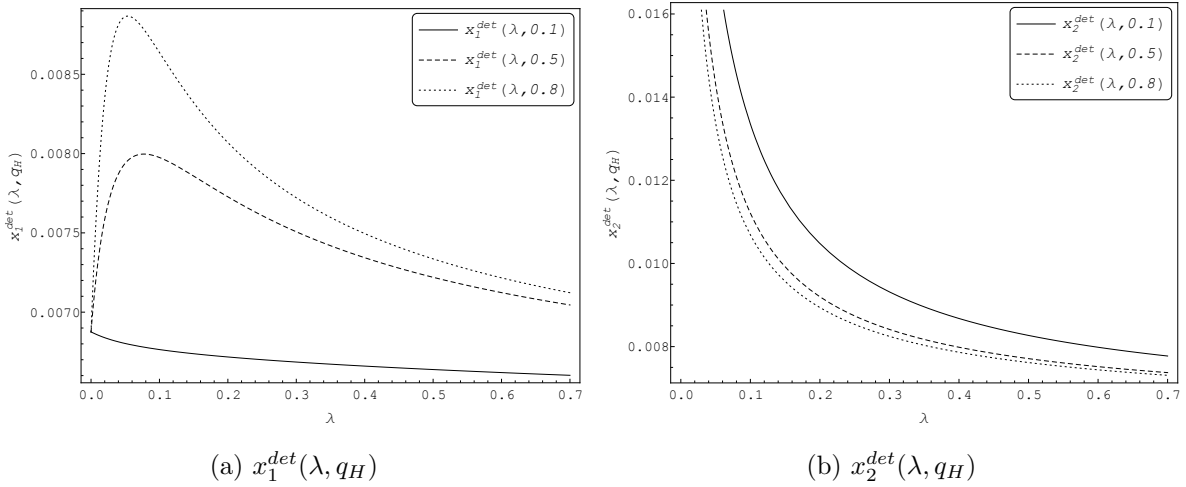 x_1^{det}(λ,0.1)
x_1^{det}(λ,0.5)
x_1^{det}(λ,0.8)
0.0085
0.0080
0.0075
0.0070
x_1^{det}(λ,q_H)
0.0 0.1 0.2 0.3 0.4 0.5 0.6 0.7
λ
(a) x_1^{det}(λ, q_H)
x_2^{det}(λ,0.1)
x_2^{det}(λ,0.5)
x_2^{det}(λ,0.8)
0.016
0.014
0.012
0.010
0.008
x_2^{det}(λ,q_H)
0.0 0.1 0.2 0.3 0.4 0.5 0.6 0.7
λ
(b) x_2^{det}(λ, q_H)